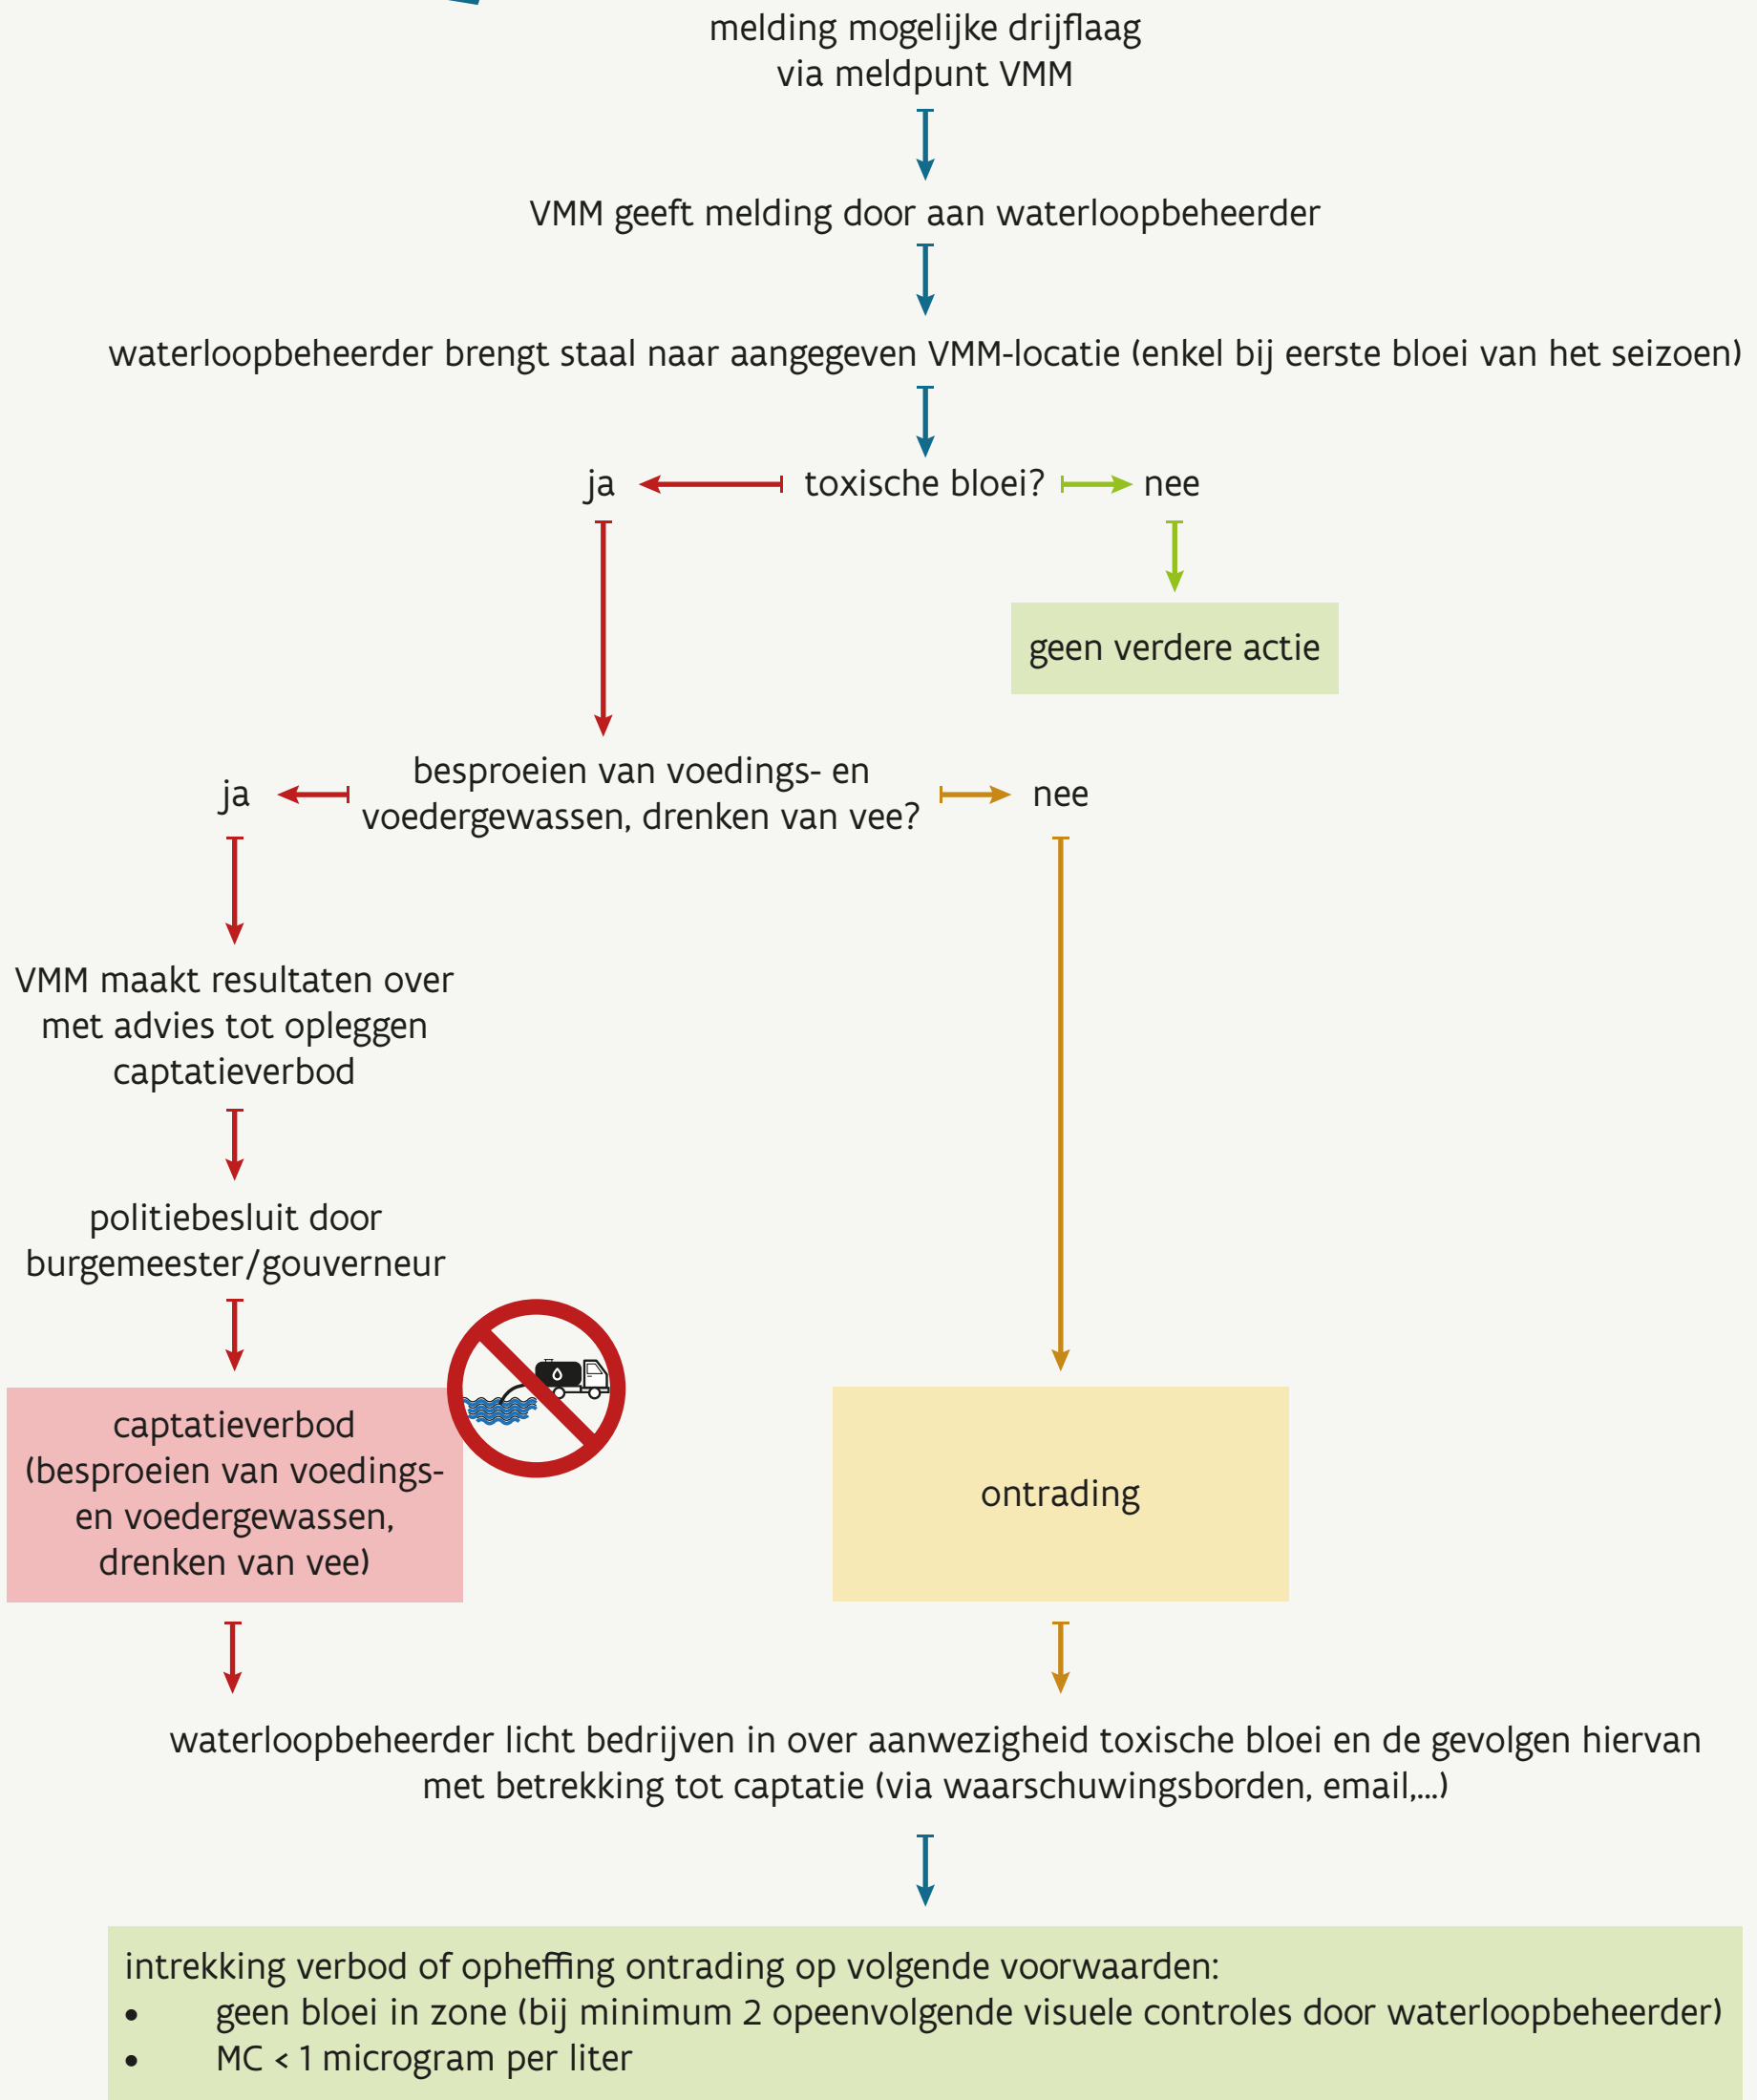 melding mogelijke drijflaag
via meldpunt VMM
VMM geeft melding door aan waterloopbeheerder
waterloopbeheerder brengt staal naar aangegeven VMM-locatie (enkel bij eerste bloei van het seizoen)
ja
toxische bloei?
nee
geen verdere actie
ja
besproeien van voedings- en
voedergewassen, drenken van vee?
nee
VMM maakt resultaten over
met advies tot opleggen
captatieverbod
politiebesluit door
burgemeester/gouverneur
captatieverbod
(besproeien van voedings-
en voedergewassen,
drenken van vee)
ontrading
waterloopbeheerder licht bedrijven in over aanwezigheid toxische bloei en de gevolgen hiervan
met betrekking tot captatie (via waarschuwingsborden, email,...)
intrekking verbod of opheffing ontrading op volgende voorwaarden:
• geen bloei in zone (bij minimum 2 opeenvolgende visuele controles door waterloopbeheerder)
• MC < 1 microgram per liter